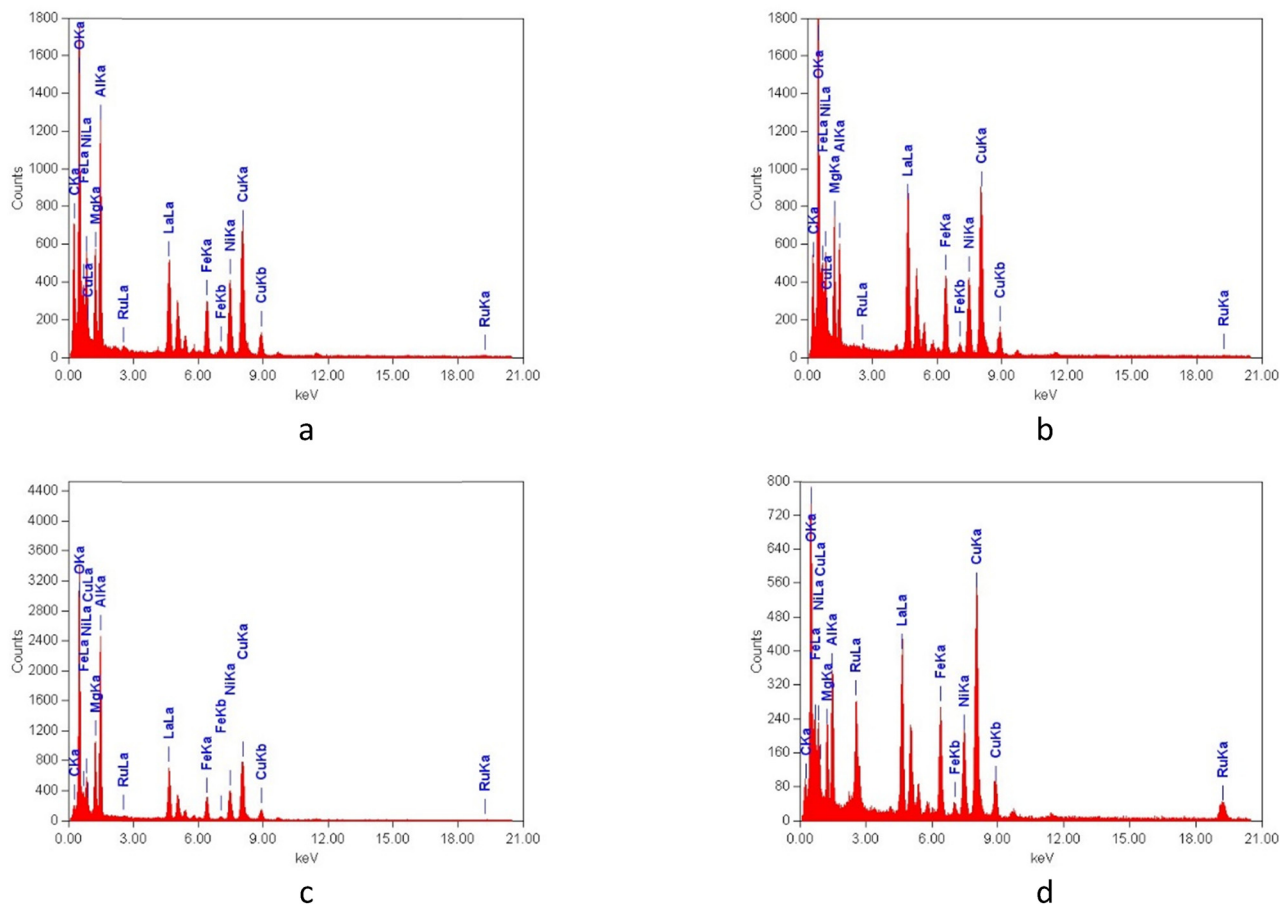 1800
1600
1400
1200
1000
800
600
400
200
0
Counts
CKa
OKa
CuLa
FeLa NiLa
MgKa
AlKa
RuLa
LaLa
FeKa
FeKb
NiKa
CuKa
CuKb
RuKa
0.00 3.00 6.00 9.00 12.00 15.00 18.00 21.00
keV
a
1800
1600
1400
1200
1000
800
600
400
200
0
Counts
CKa
OKa
CuLa
FeLa NiLa
MgKa
AlKa
RuLa
LaLa
FeKa
FeKb
NiKa
CuKa
CuKb
RuKa
0.00 3.00 6.00 9.00 12.00 15.00 18.00 21.00
keV
b
4400
4000
3600
3200
2800
2400
2000
1600
1200
800
400
0
Counts
CKa
OKa
FeLa NiLa CuLa
MgKa
AlKa
RuLa
LaLa
FeKa
FeKb
NiKa
CuKa
CuKb
RuKa
0.00 3.00 6.00 9.00 12.00 15.00 18.00 21.00
keV
c
800
720
640
560
480
400
320
240
160
80
0
Counts
CKa
OKa
FeLa NiLa CuLa
MgKa
AlKa
RuLa
LaLa
FeKa
FeKb
NiKa
CuKa
CuKb
RuKa
0.00 3.00 6.00 9.00 12.00 15.00 18.00 21.00
keV
d